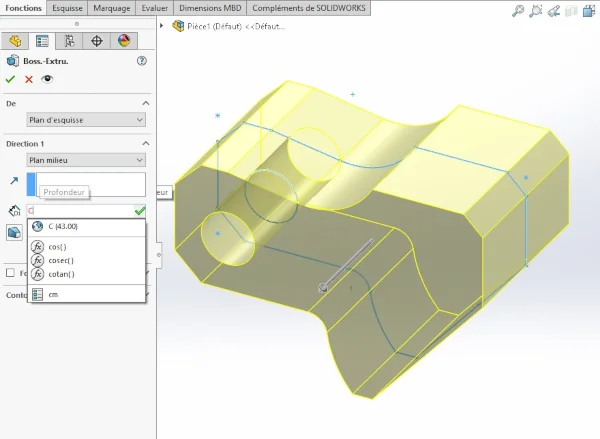 Fonctions Esquisse Marquage Evaluer Dimensions MBD Compléments de SOLIDWORKS
Pièce1 (Défaut) <<Défaut...
Boss.-Extru.
De
Plan d'esquisse
Direction 1
Plan milieu
Profondeur
eur
C
C (43.00)
cos()
cosec()
cotan()
cm
Fo
Conto